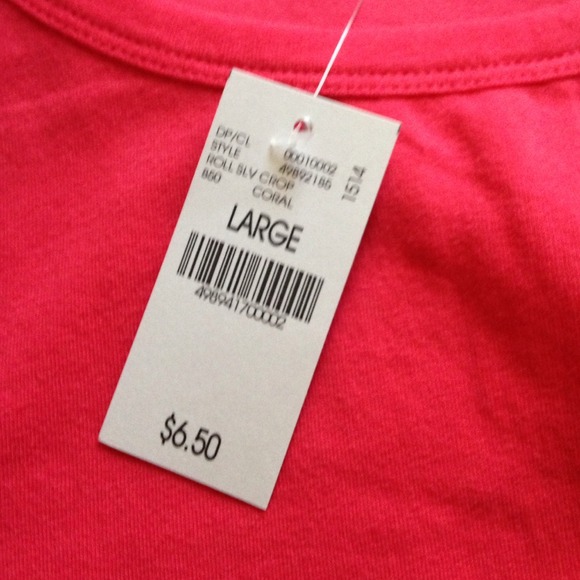 DP/CL 00010002
STYLE 49892185
ROLL SLV CROP
850 CORAL
1514
LARGE
498941700002
$6.50